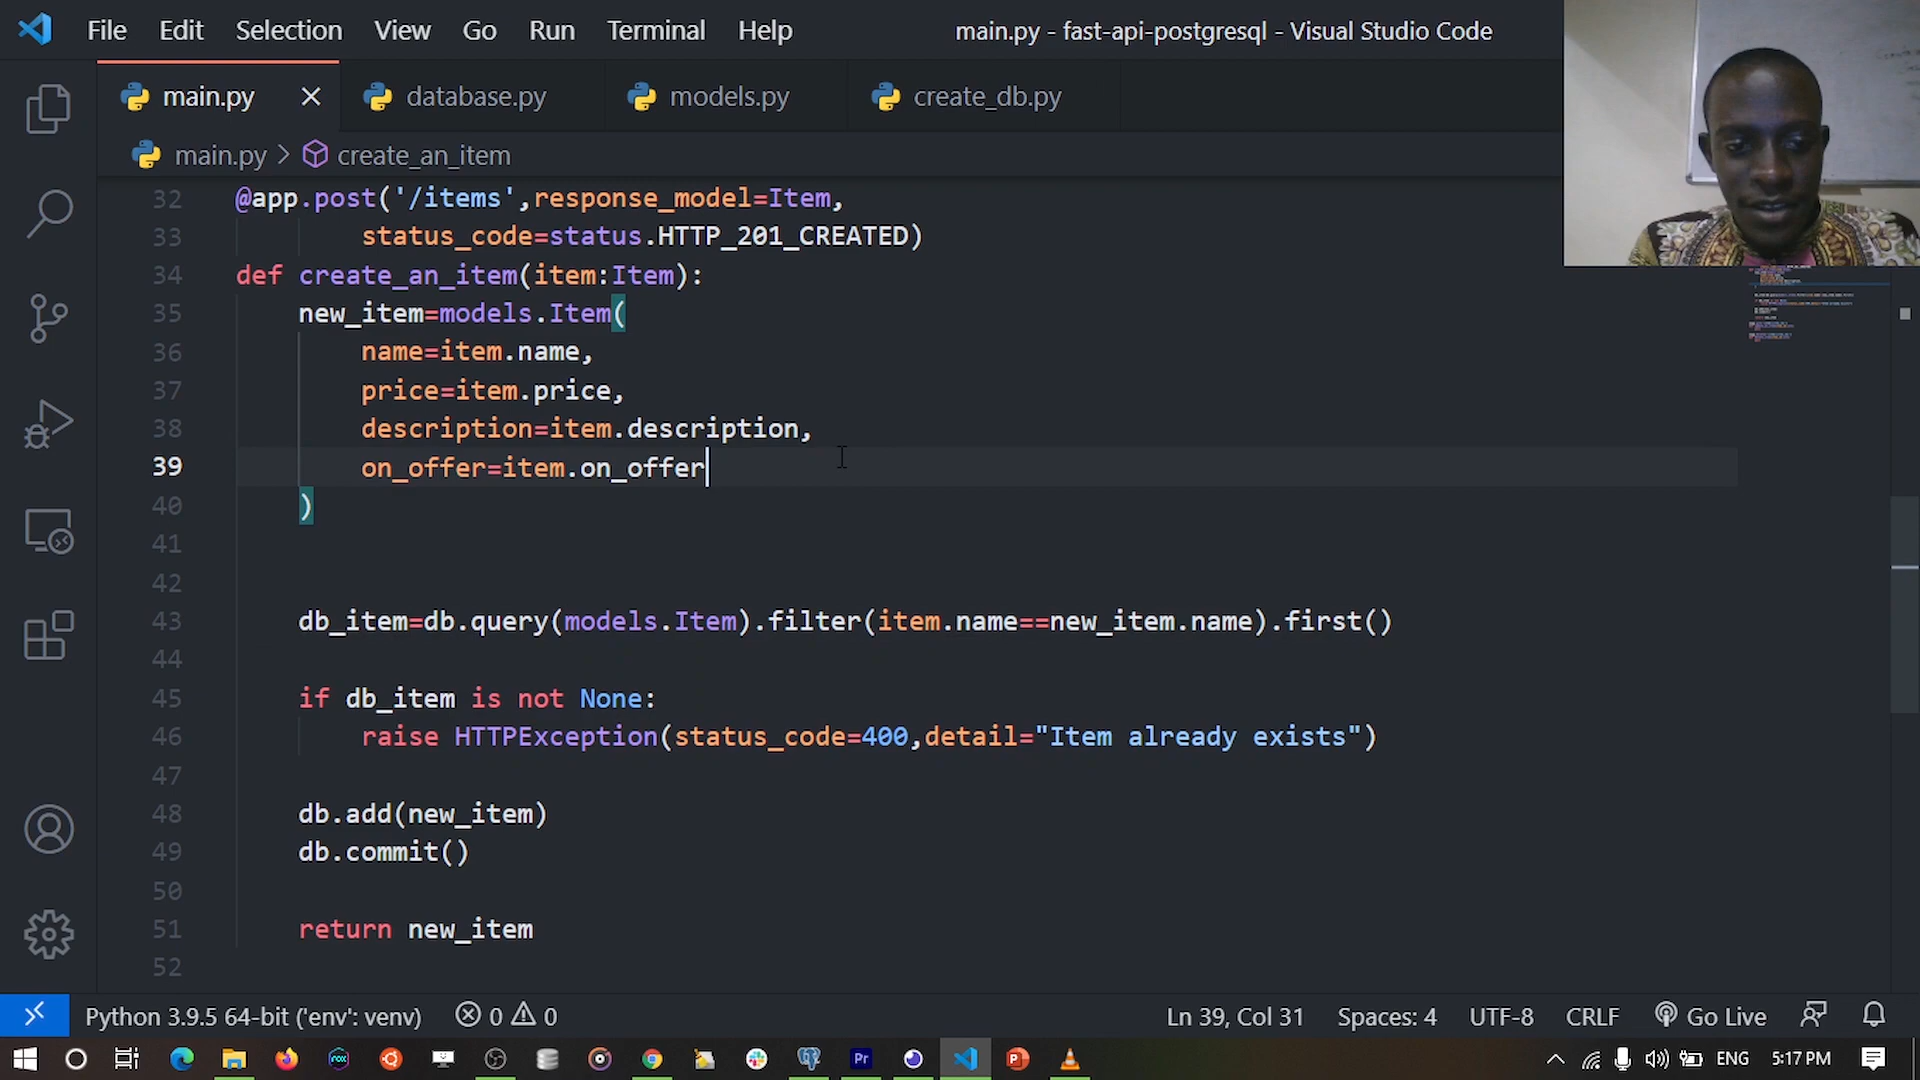 File Edit Selection View Go Run Terminal Help main.py - fast-api-postgresql - Visual Studio Code
main.py database.py models.py create_db.py
main.py > create_an_item
32 @app.post('/items',response_model=Item,
33 status_code=status.HTTP_201_CREATED)
34 def create_an_item(item:Item):
35 new_item=models.Item(
36 name=item.name,
37 price=item.price,
38 description=item.description,
39 on_offer=item.on_offer
40 )
41
42
43 db_item=db.query(models.Item).filter(item.name==new_item.name).first()
44
45 if db_item is not None:
46 raise HTTPException(status_code=400,detail="Item already exists")
47
48 db.add(new_item)
49 db.commit()
50
51 return new_item
52
Python 3.9.5 64-bit ('env': venv) 0 0 Ln 39, Col 31 Spaces: 4 UTF-8 CRLF Go Live
Pr ENG 5:17 PM